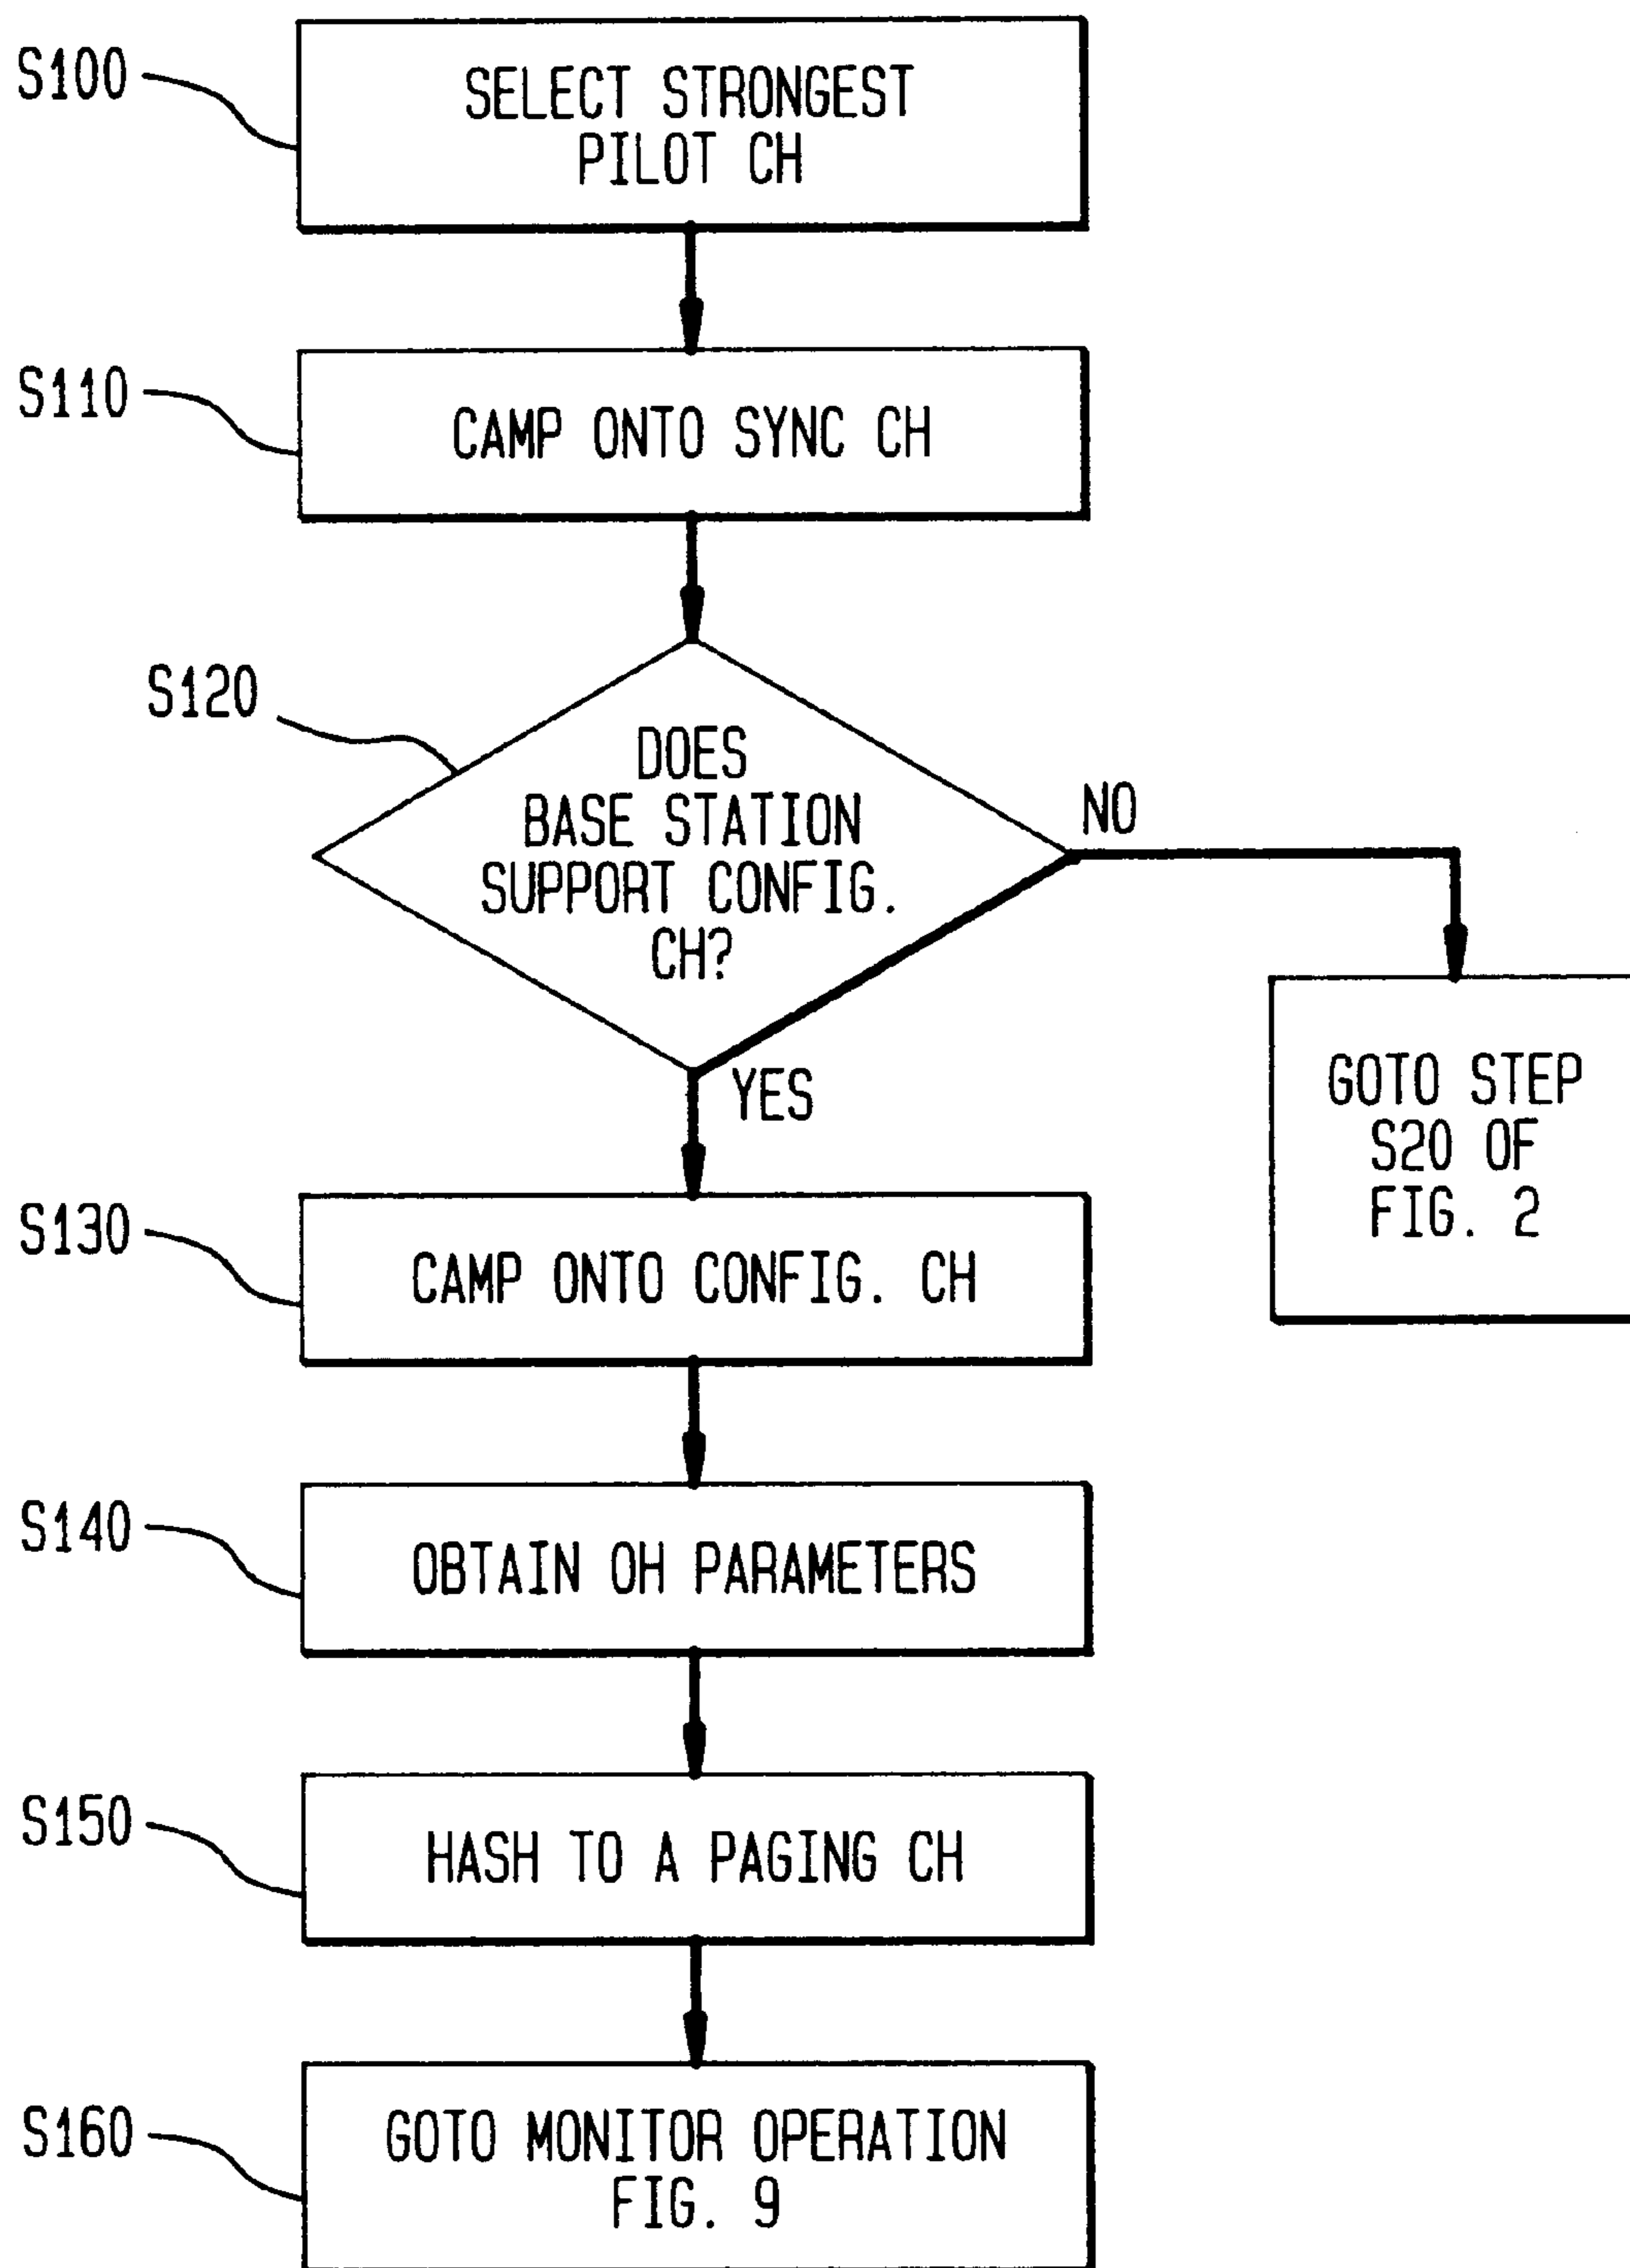 S100
SELECT STRONGEST
PILOT CH
S110
CAMP ONTO SYNC CH
S120
DOES
BASE STATION
SUPPORT CONFIG.
CH?
NO
YES
GOTO STEP
S20 OF
FIG. 2
S130
CAMP ONTO CONFIG. CH
S140
OBTAIN OH PARAMETERS
S150
HASH TO A PAGING CH
S160
GOTO MONITOR OPERATION
FIG. 9